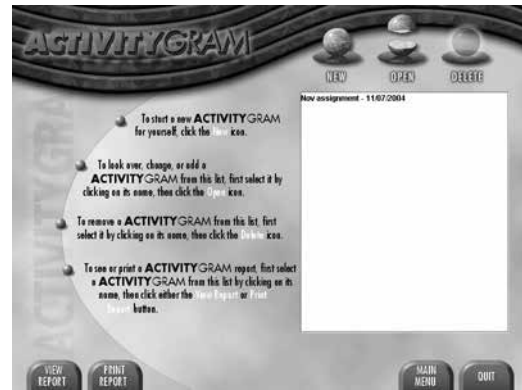 ACTIVITYGRAM
NEW
OPEN
DELETE
Nov assignment - 11/07/2004
To start a new ACTIVITYGRAM
for yourself, click the New icon.
To look over, change, or add a
ACTIVITYGRAM from this list, first select it by
clicking on its name, then click the Open icon.
To remove a ACTIVITYGRAM from this list, first
select it by clicking on its name, then click the Delete icon.
To see or print a ACTIVITYGRAM report, first select
a ACTIVITYGRAM from this list by clicking on its
name, then click either the View Report or Print
Report button.
ACTIVITYGRA
VIEW
REPORT
PRINT
REPORT
MAIN
MENU
QUIT